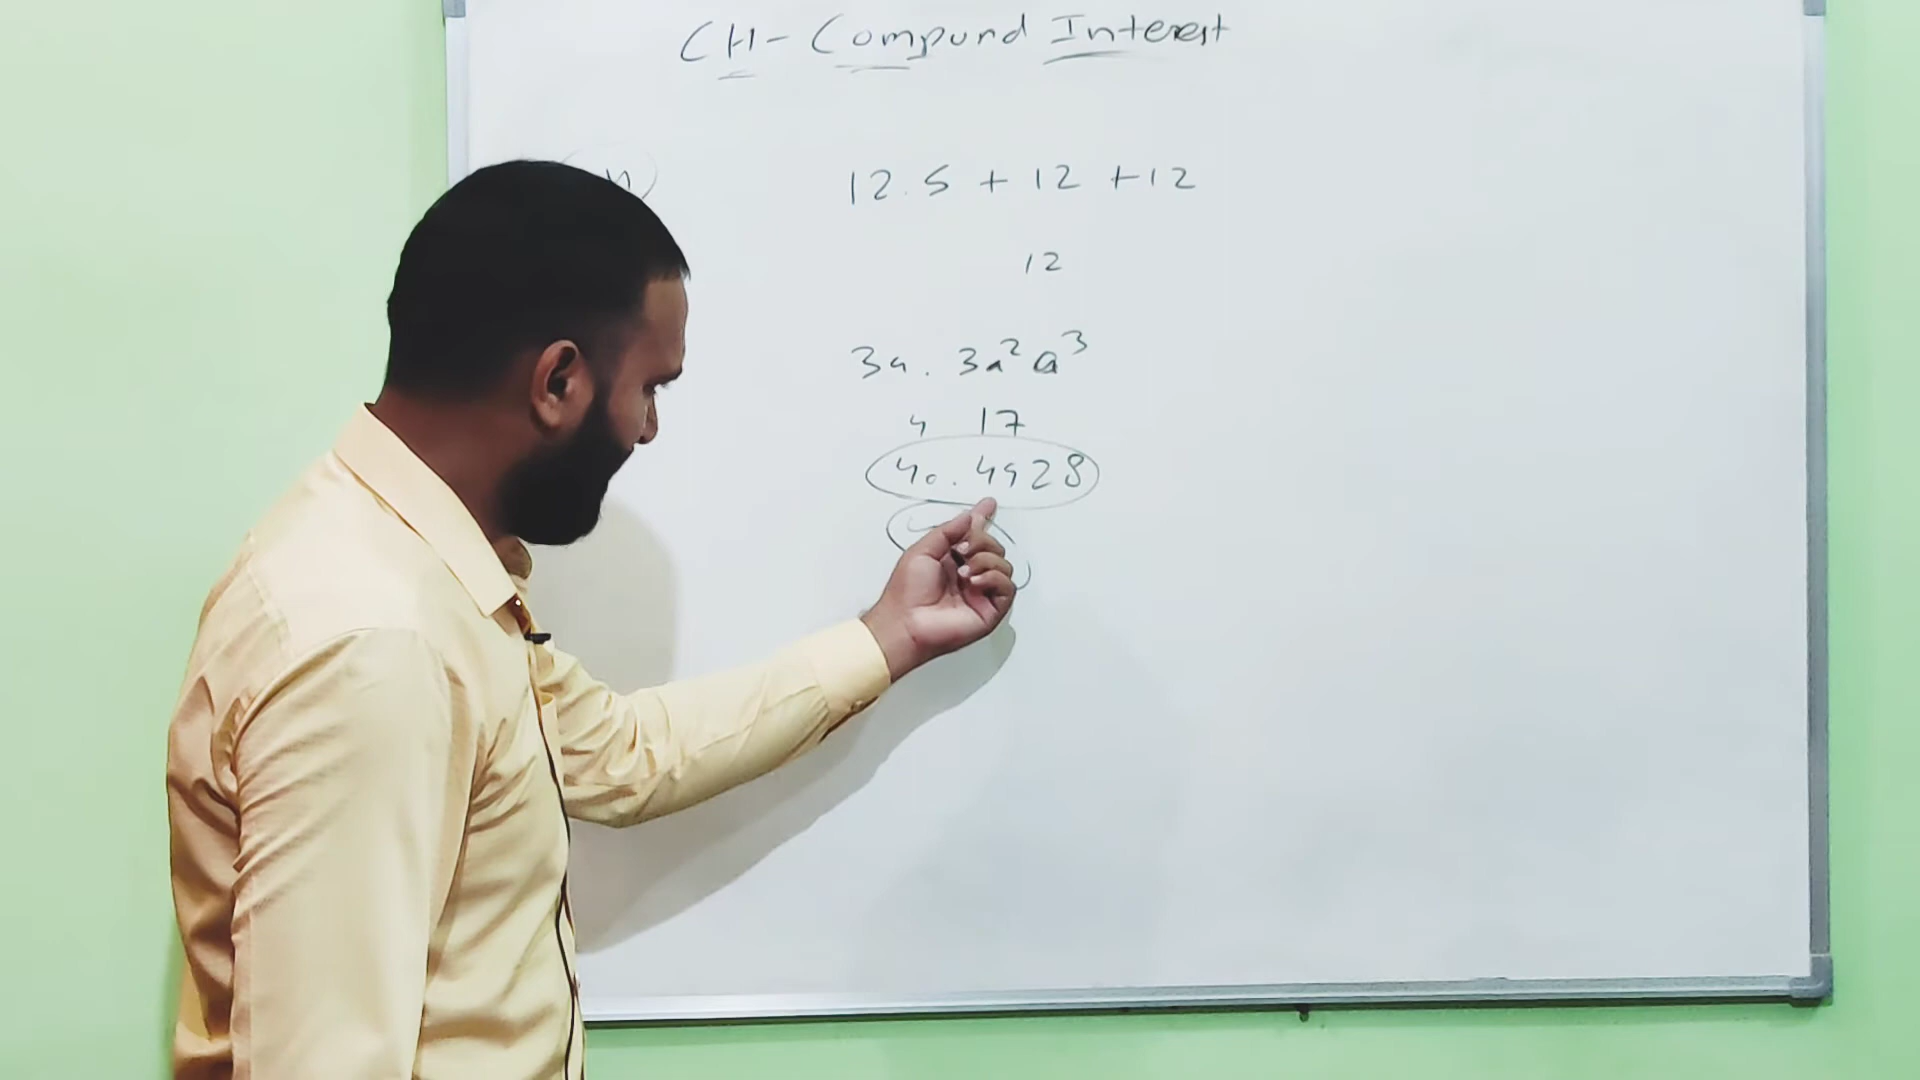 CH- Compund Interest
n
12.5 + 12 +12
12
3a. 3a² a³
4 17
40.4928